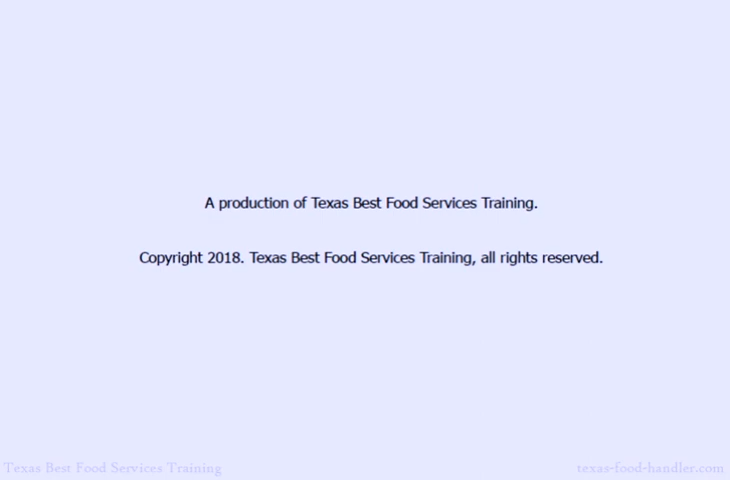 A production of Texas Best Food Services Training.
Copyright 2018. Texas Best Food Services Training, all rights reserved.
Texas Best Food Services Training
texas-food-handler.com